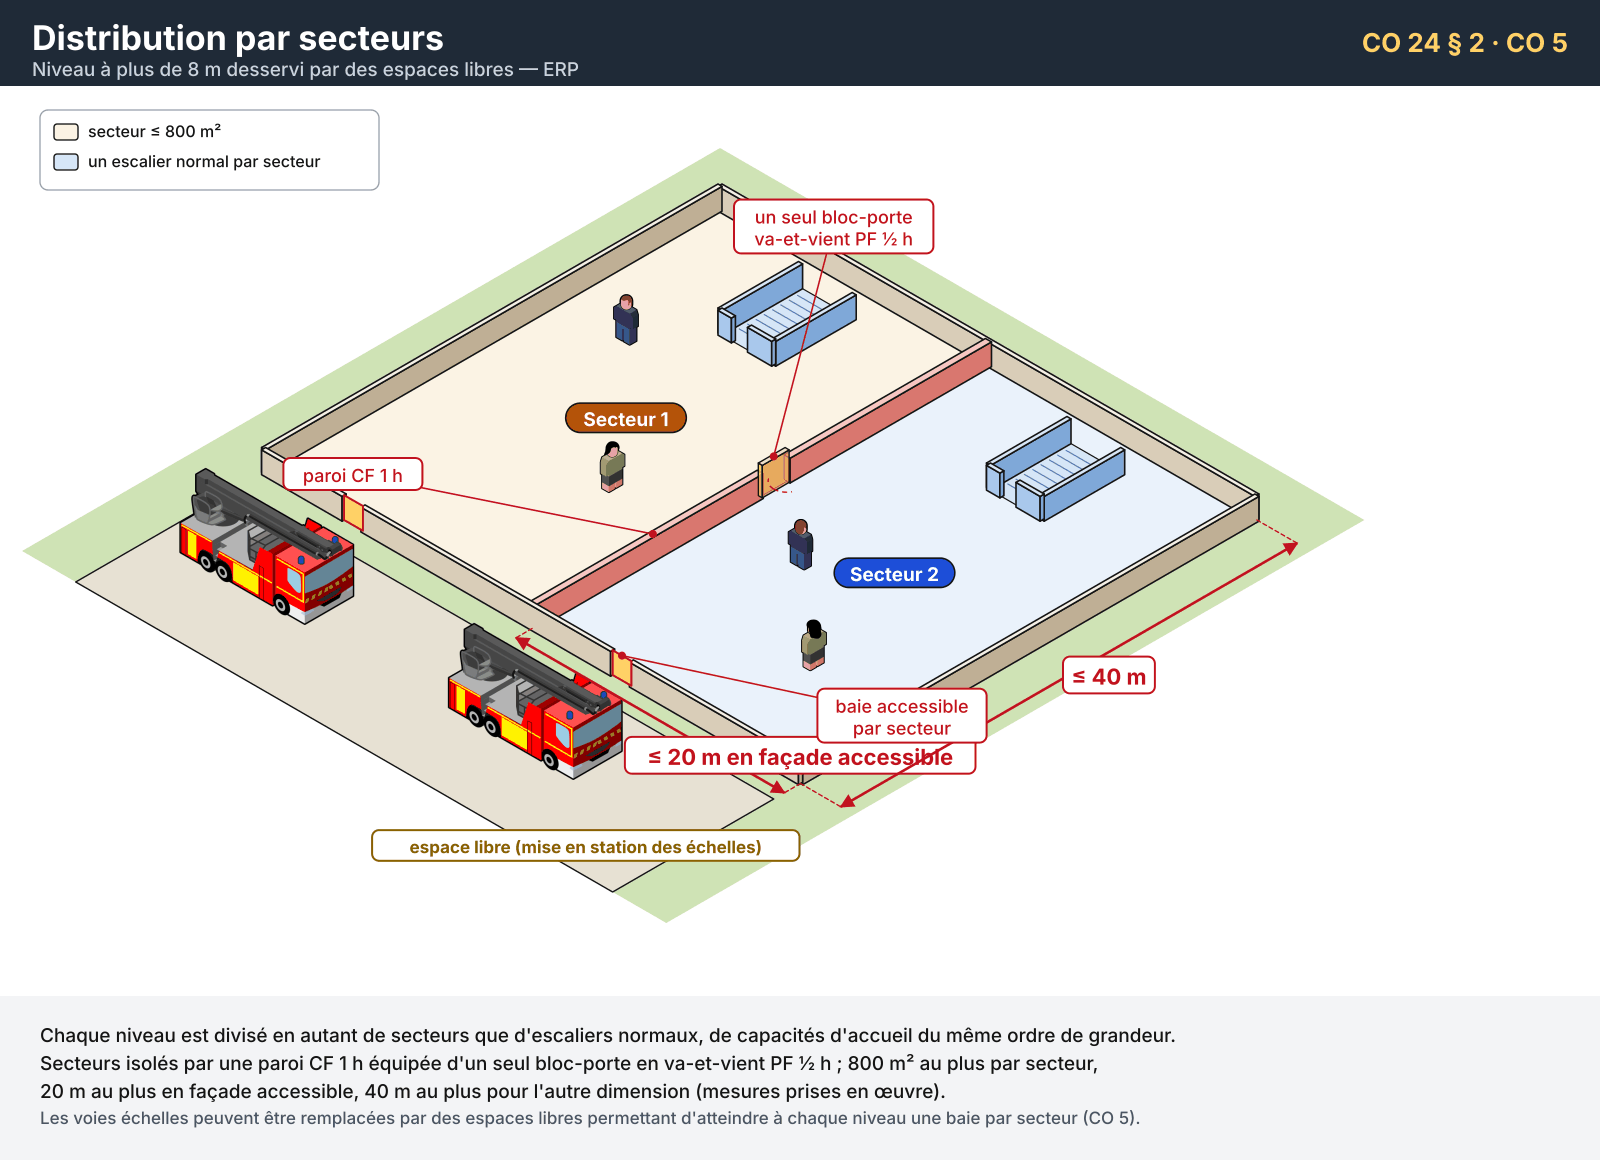 Distribution par secteurs
Niveau à plus de 8 m desservi par des espaces libres — ERP
CO 24 § 2 · CO 5
secteur ≤ 800 m²
un escalier normal par secteur
un seul bloc-porte
va-et-vient PF ½ h
Secteur 1
paroi CF 1 h
Secteur 2
≤ 40 m
baie accessible
par secteur
≤ 20 m en façade accessible
espace libre (mise en station des échelles)
Chaque niveau est divisé en autant de secteurs que d'escaliers normaux, de capacités d'accueil du même ordre de grandeur.
Secteurs isolés par une paroi CF 1 h équipée d'un seul bloc-porte en va-et-vient PF ½ h ; 800 m² au plus par secteur,
20 m au plus en façade accessible, 40 m au plus pour l'autre dimension (mesures prises en œuvre).
Les voies échelles peuvent être remplacées par des espaces libres permettant d'atteindre à chaque niveau une baie par secteur (CO 5).